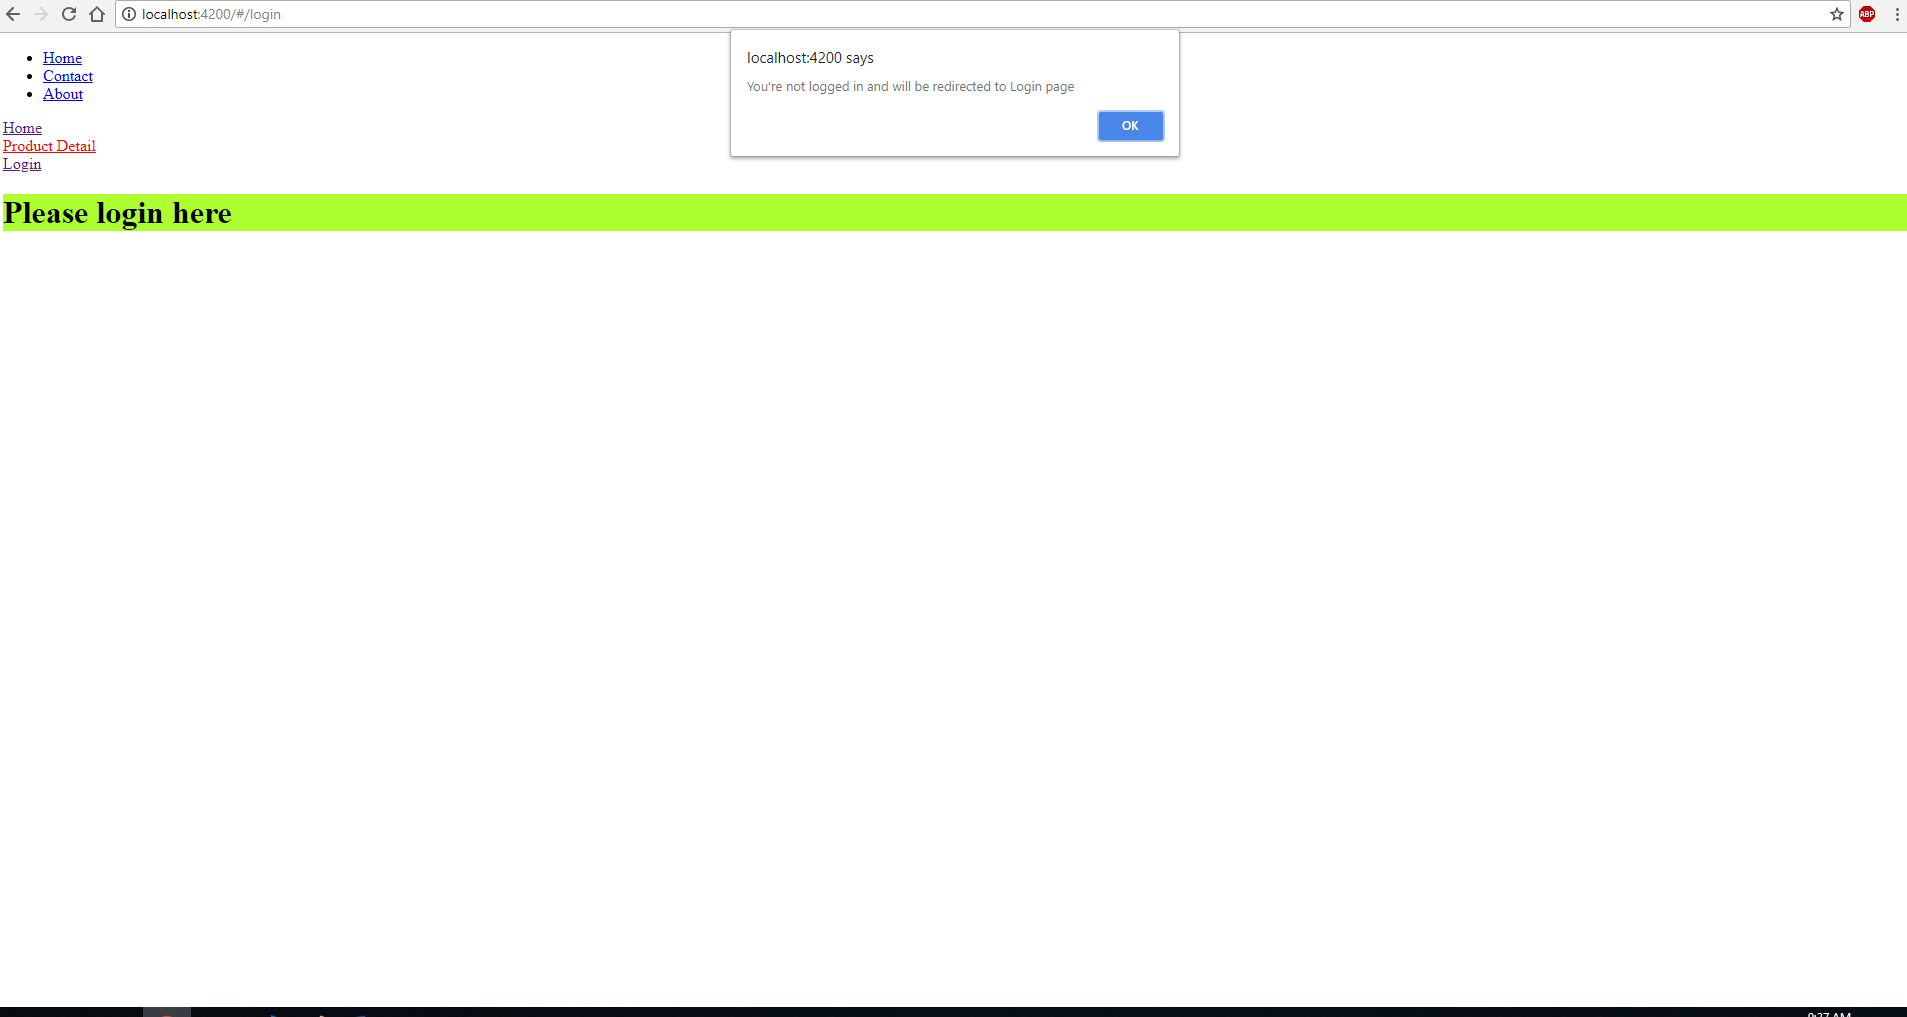 localhost:4200/#/login
ABP
localhost:4200 says
You're not logged in and will be redirected to Login page
OK
Home
Contact
About
Home
Product Detail
Login
Please login here